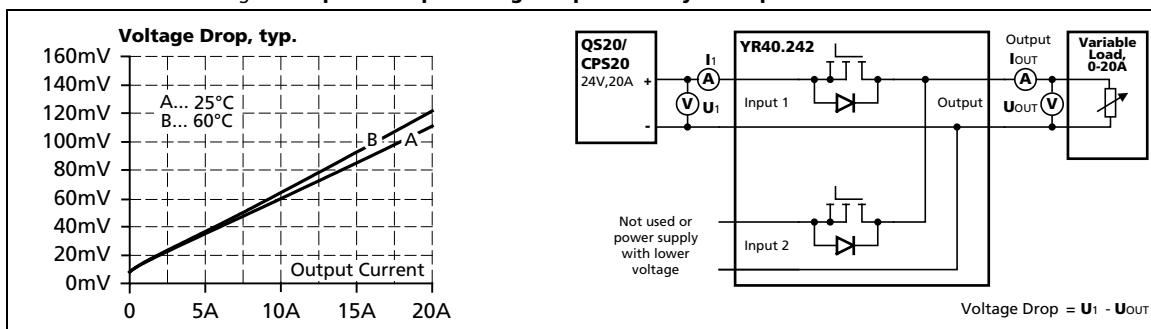 Voltage Drop, typ.
160mV
140mV
120mV
100mV
80mV
60mV
40mV
20mV
0mV
A... 25°C
B... 60°C
B
A
Output Current
0
5A
10A
15A
20A
QS20/
CPS20
24V,20A
+
-
I1
A
V
U1
YR40.242
Input 1
Output
Input 2
Not used or
power supply
with lower
voltage
Output
IOUT
A
UOUT
V
Variable
Load,
0-20A
Voltage Drop = U1 - UOUT